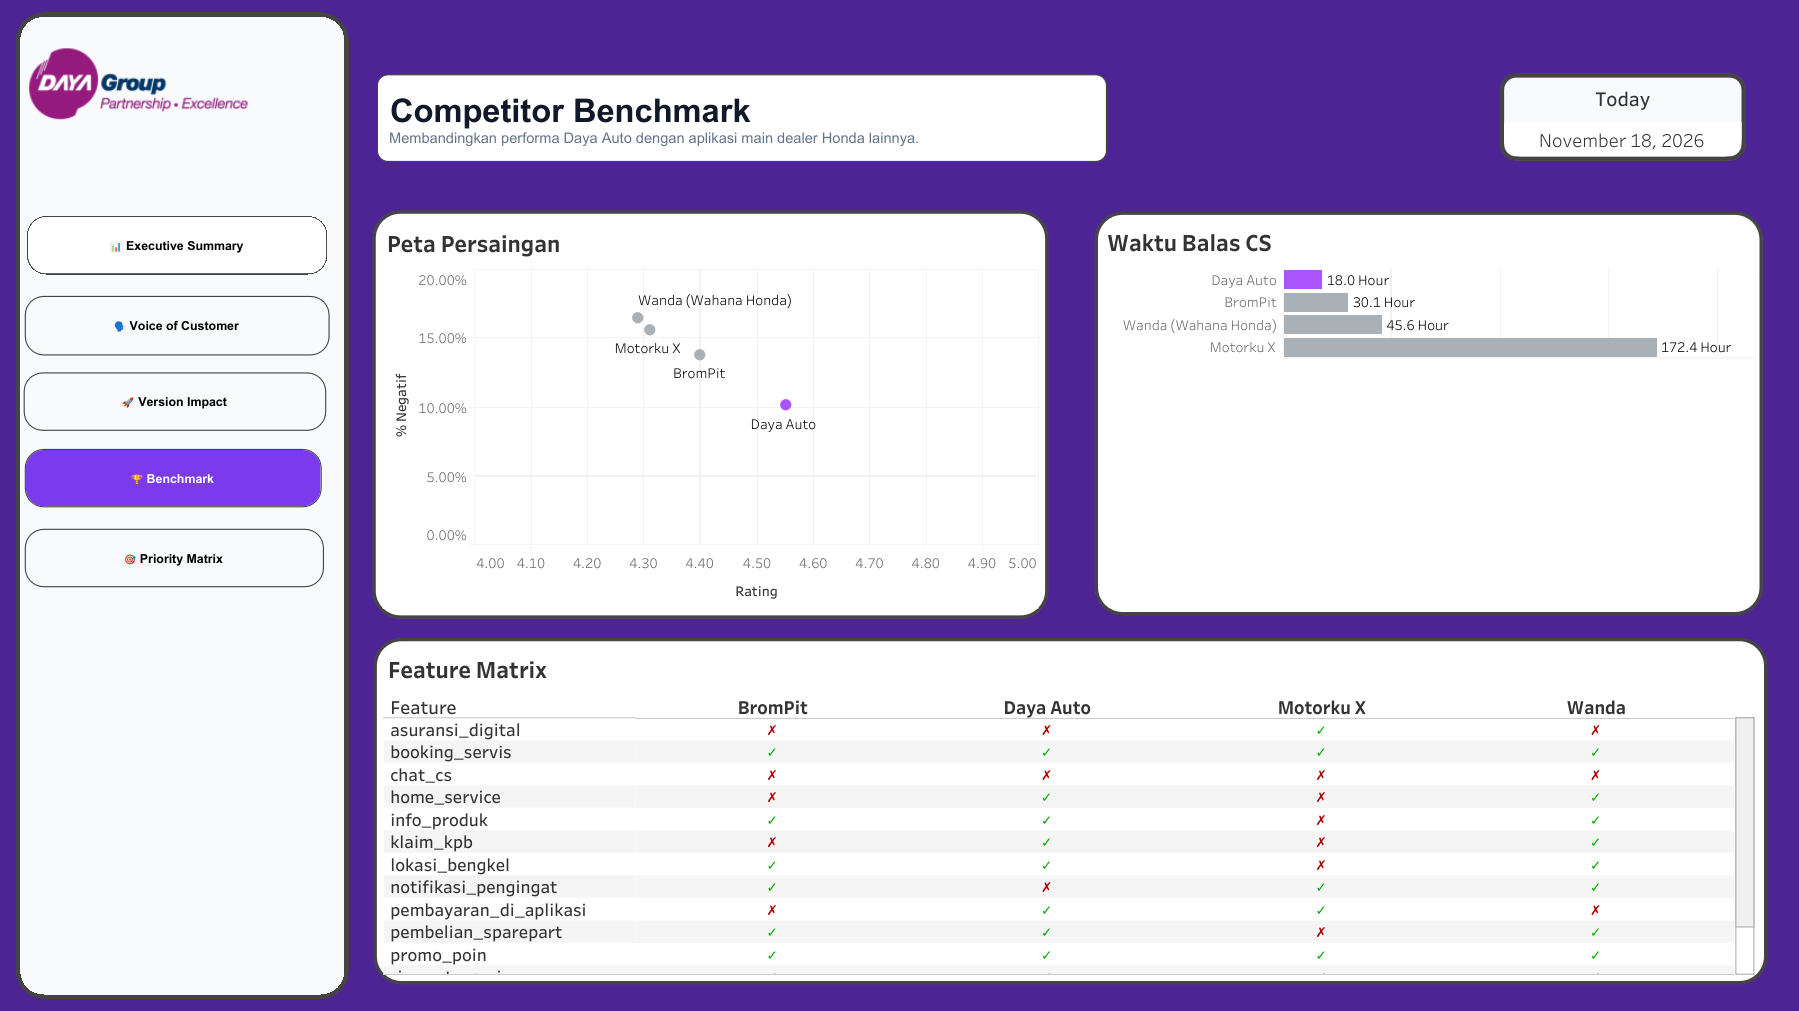 DAYA Group
Partnership • Excellence
📊 Executive Summary
🗣 Voice of Customer
🚀 Version Impact
🏆 Benchmark
🎯 Priority Matrix
Competitor Benchmark
Membandingkan performa Daya Auto dengan aplikasi main dealer Honda lainnya.
Today
November 18, 2026
Peta Persaingan
20.00%
15.00%
10.00%
5.00%
0.00%
% Negatif
Wanda (Wahana Honda)
Motorku X
BromPit
Daya Auto
4.00 4.10 4.20 4.30 4.40 4.50 4.60 4.70 4.80 4.90 5.00
Rating
Waktu Balas CS
Daya Auto 18.0 Hour
BromPit 30.1 Hour
Wanda (Wahana Honda) 45.6 Hour
Motorku X 172.4 Hour
Feature Matrix
Feature BromPit Daya Auto Motorku X Wanda
asuransi_digital ✗ ✗ ✓ ✗
booking_servis ✓ ✓ ✓ ✓
chat_cs ✗ ✗ ✗ ✗
home_service ✗ ✓ ✗ ✓
info_produk ✓ ✓ ✗ ✓
klaim_kpb ✗ ✓ ✗ ✓
lokasi_bengkel ✓ ✓ ✗ ✓
notifikasi_pengingat ✓ ✗ ✓ ✓
pembayaran_di_aplikasi ✗ ✓ ✓ ✗
pembelian_sparepart ✓ ✓ ✗ ✓
promo_poin ✓ ✓ ✓ ✓